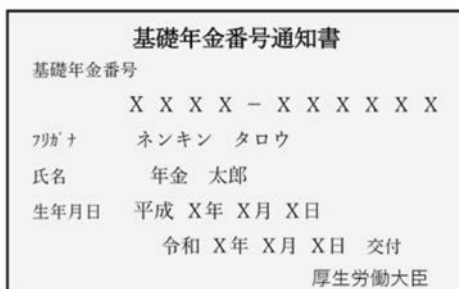 基礎年金番号通知書
基礎年金番号
X X X X － X X X X X X
ﾌﾘｶﾞﾅ ネンキン タロウ
氏名 年金 太郎
生年月日 平成 X年 X月 X日
令和 X年 X月 X日 交付
厚生労働大臣